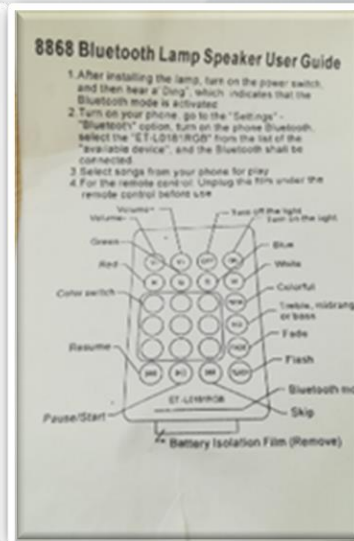 8868 Bluetooth Lamp Speaker User Guide
1.After installing the lamp, turn on the power switch,
and then hear a"Ding", which indicates that the
Bluetooth mode is activated
2.Turn on your phone, go to the "Settings" -
"Bluetooth" option, turn on the phone Bluetooth,
select the "ET-L0181RGB" from the list of the
"available device", and the Bluetooth shall be
connected.
3.Select songs from your phone for play
4.For the remote control: Unplug the film under the
remote control before use
Volume+
Turn off the light
Volume-
Turn on the light
Green
Blue
Red
White
Color switch
Colorful
Treble, midrang
or bass
Fade
Resume
Flash
ET-L0181RGB
Bluetooth mo
Pause/Start
Skip
Battery Isolation Film (Remove)